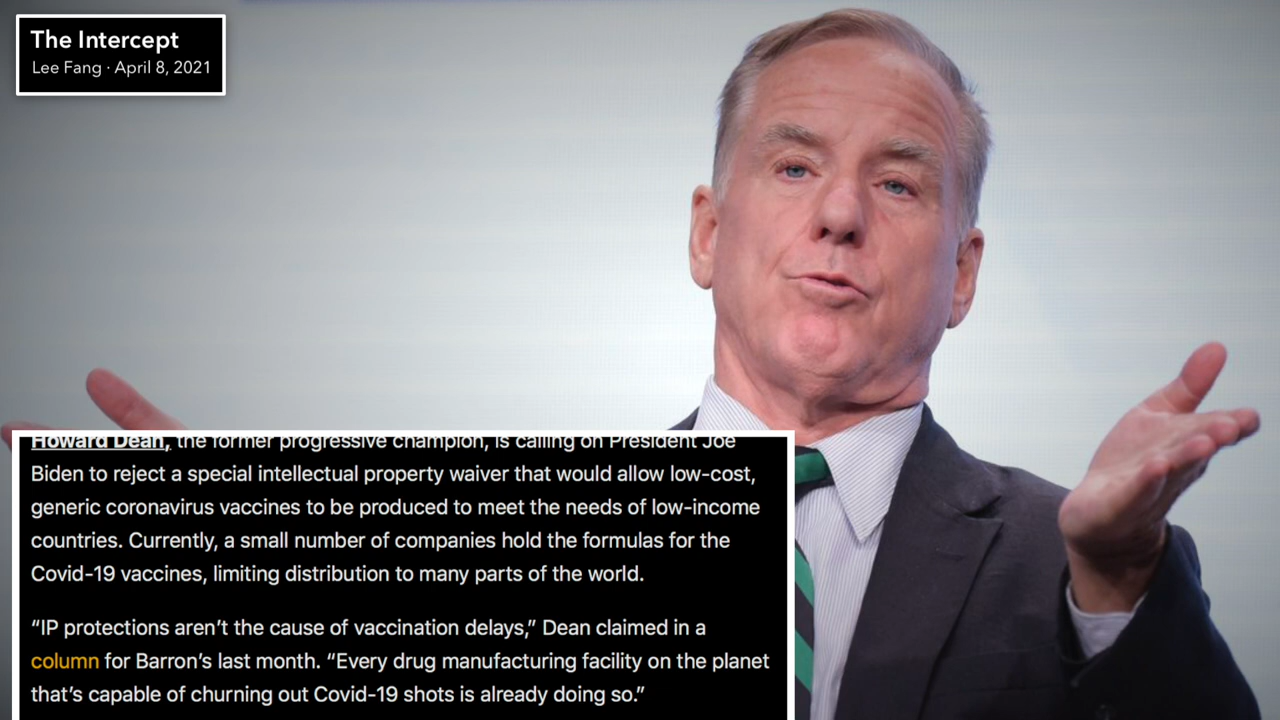 The Intercept
Lee Fang · April 8, 2021
Howard Dean, the former progressive champion, is calling on President Joe
Biden to reject a special intellectual property waiver that would allow low-cost,
generic coronavirus vaccines to be produced to meet the needs of low-income
countries. Currently, a small number of companies hold the formulas for the
Covid-19 vaccines, limiting distribution to many parts of the world.
“IP protections aren’t the cause of vaccination delays,” Dean claimed in a
column for Barron’s last month. “Every drug manufacturing facility on the planet
that’s capable of churning out Covid-19 shots is already doing so.”